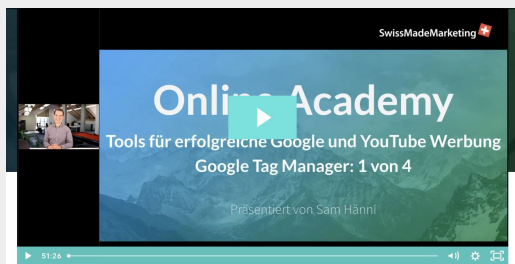 SwissMadeMarketing
Online Academy
Tools für erfolgreiche Google und YouTube Werbung
Google Tag Manager: 1 von 4
Präsentiert von Sam Hänni
51:26